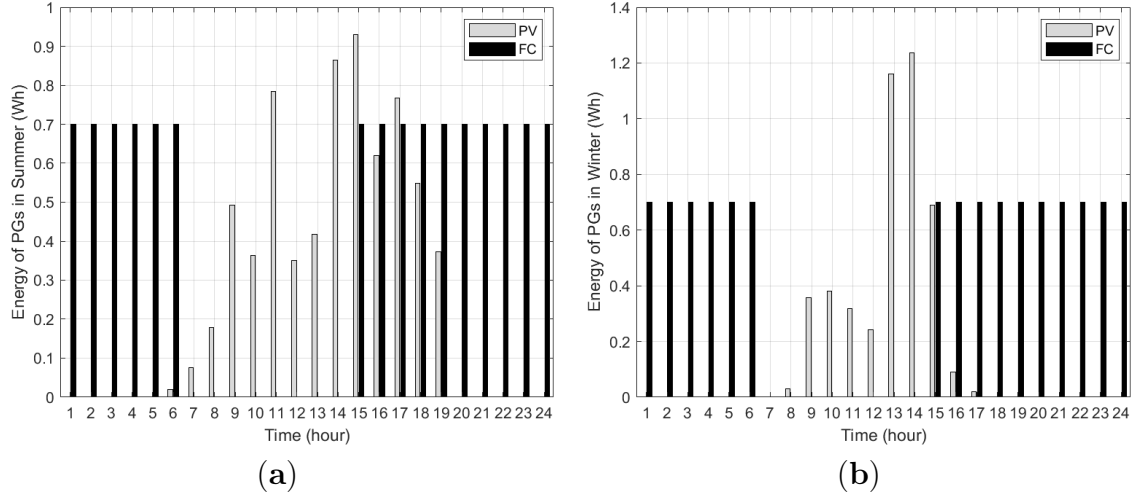 Energy of PGs in Summer (Wh)
1
0.9
0.8
0.7
0.6
0.5
0.4
0.3
0.2
0.1
0
PV
FC
1 2 3 4 5 6 7 8 9 10 11 12 13 14 15 16 17 18 19 20 21 22 23 24
Time (hour)
(a)
Energy of PGs in Winter (Wh)
1.4
1.2
1
0.8
0.6
0.4
0.2
0
PV
FC
1 2 3 4 5 6 7 8 9 10 11 12 13 14 15 16 17 18 19 20 21 22 23 24
Time (hour)
(b)